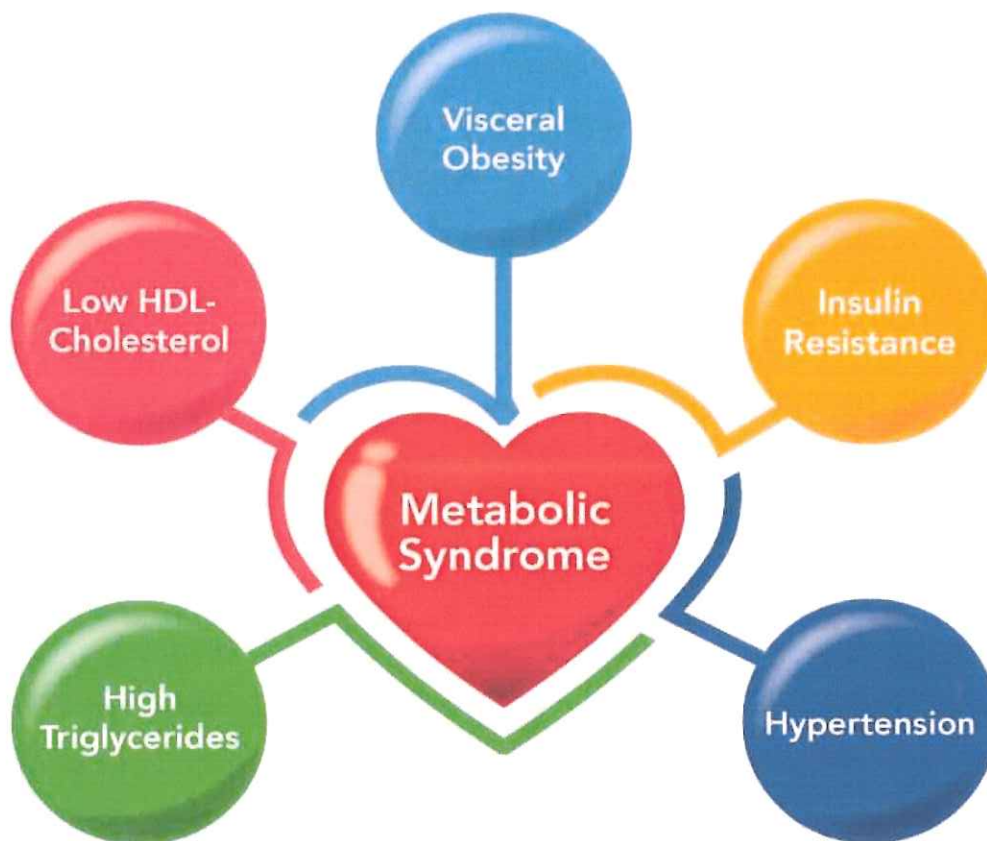 Visceral
Obesity
Low HDL-
Cholesterol
Insulin
Resistance
Metabolic
Syndrome
High
Triglycerides
Hypertension